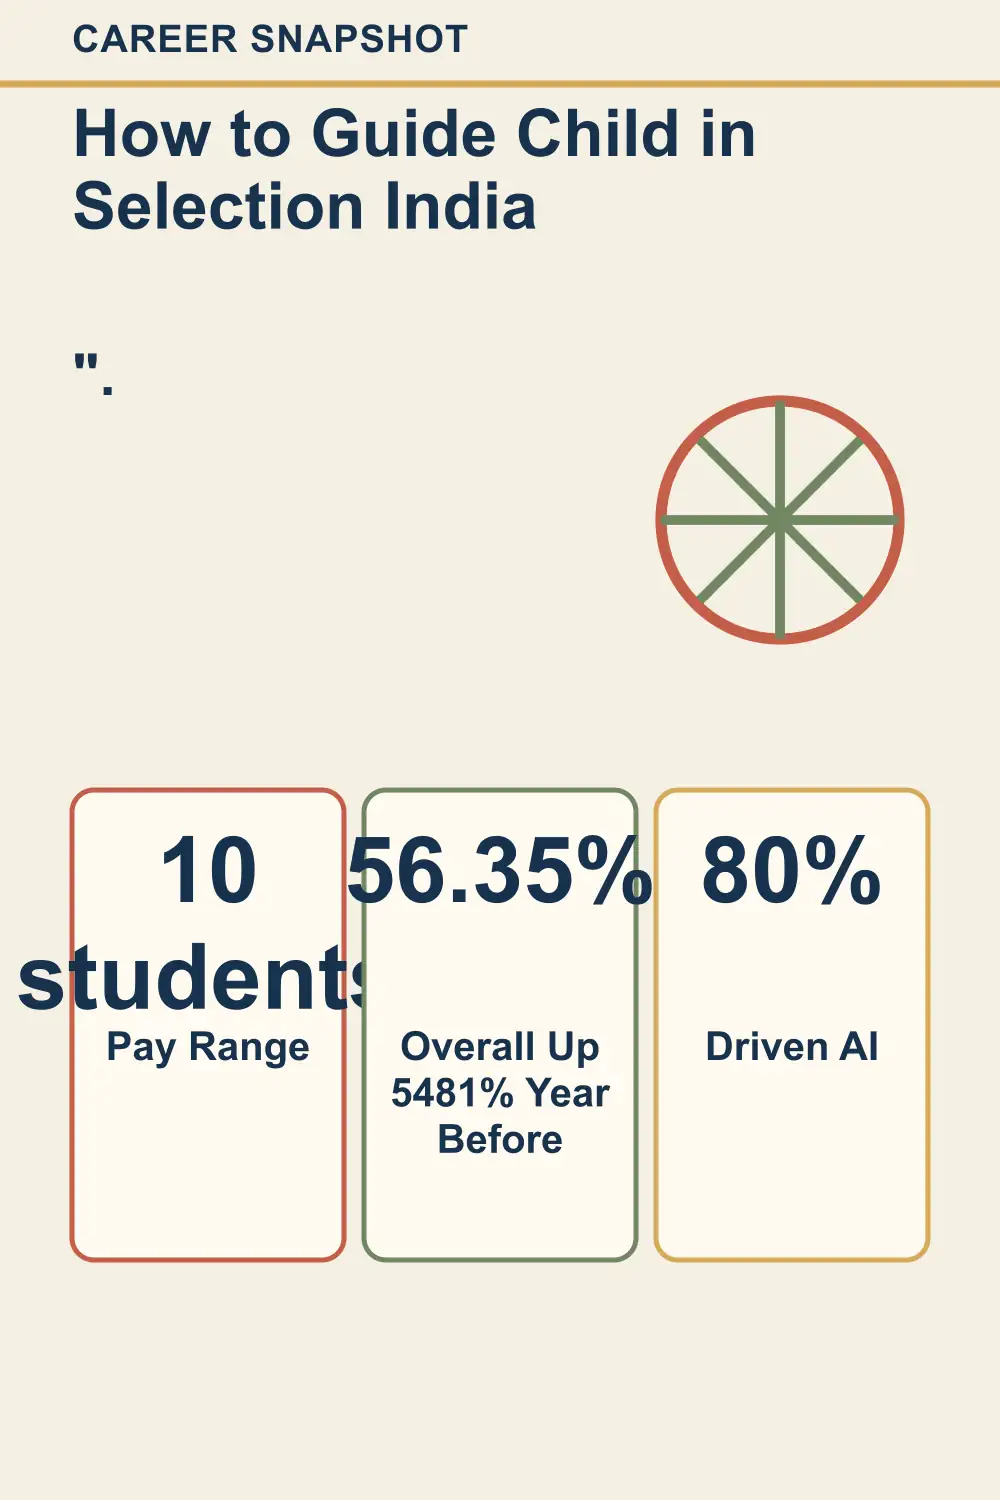 CAREER SNAPSHOT
How to Guide Child in
Selection India
".
10
students
Pay Range
56.35%
Overall Up
5481% Year
Before
80%
Driven AI